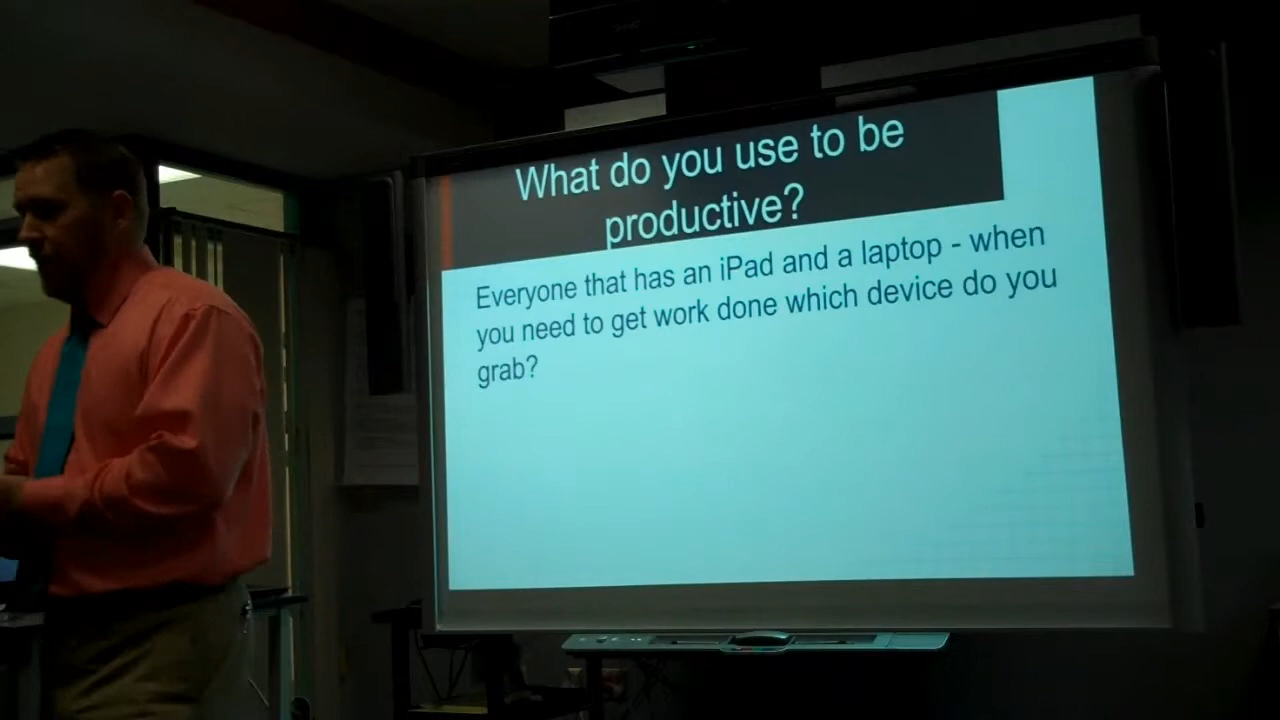 What do you use to be
productive?
Everyone that has an iPad and a laptop - when
you need to get work done which device do you
grab?